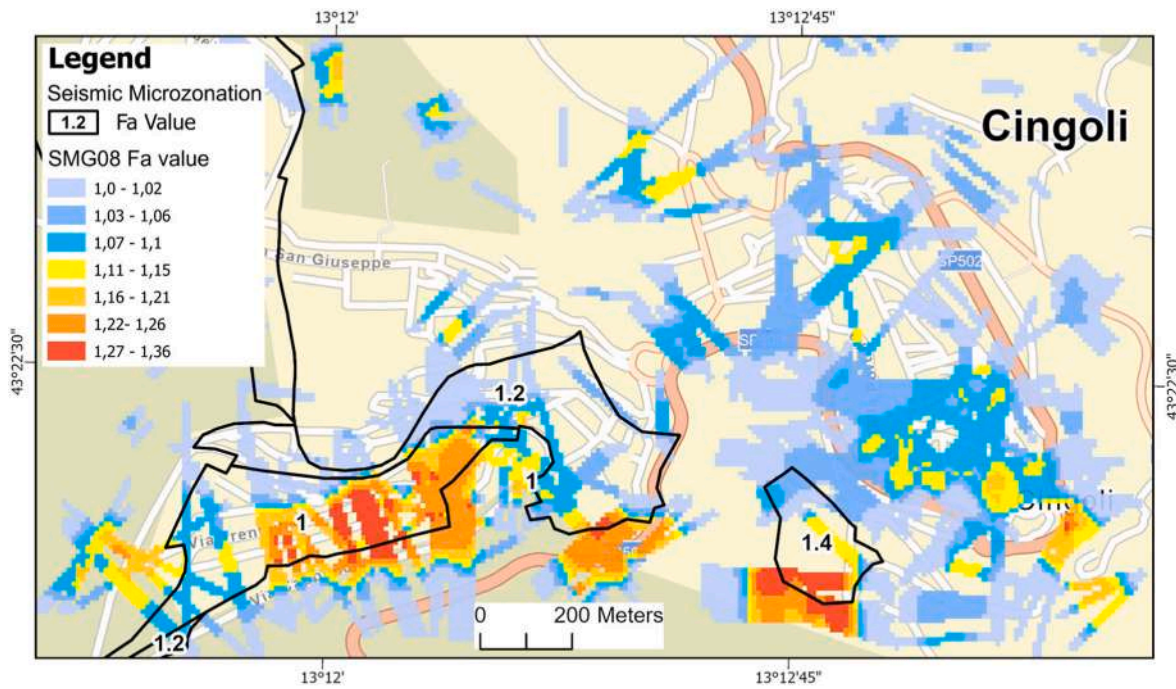 13°12'
13°12'45"
Legend
Seismic Microzonation
1.2 Fa Value
SMG08 Fa value
1,0 - 1,02
1,03 - 1,06
1,07 - 1,1
1,11 - 1,15
1,16 - 1,21
1,22- 1,26
1,27 - 1,36
Cingoli
San Giuseppe
SP502
43°22'30"
43°22'30"
1.2
1
1
1.4
1.2
Cingoli
0 200 Meters
13°12'
13°12'45"